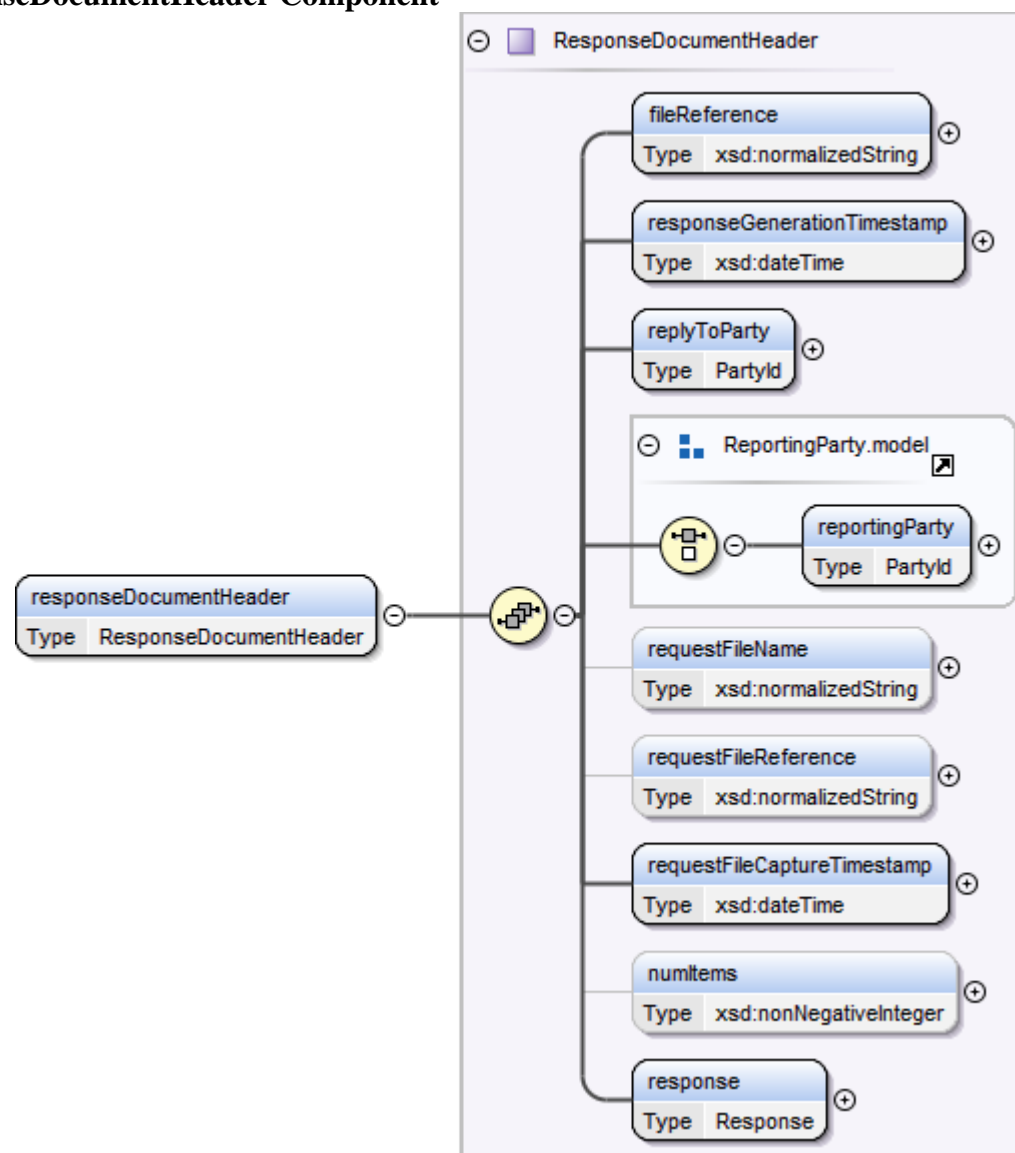 seDocumentHeader Component
ResponseDocumentHeader
fileReference
Type xsd:normalizedString
responseGenerationTimestamp
Type xsd:dateTime
replyToParty
Type PartyId
ReportingParty.model
reportingParty
Type PartyId
responseDocumentHeader
Type ResponseDocumentHeader
requestFileName
Type xsd:normalizedString
requestFileReference
Type xsd:normalizedString
requestFileCaptureTimestamp
Type xsd:dateTime
numItems
Type xsd:nonNegativeInteger
response
Type Response